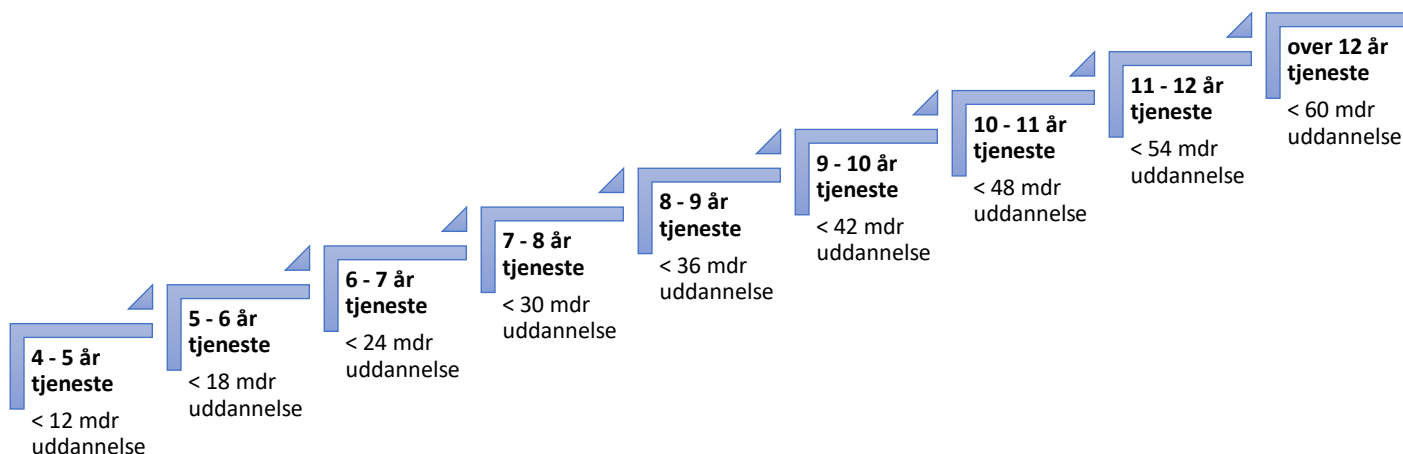 4 - 5 år
tjeneste
< 12 mdr
uddannelse
5 - 6 år
tjeneste
< 18 mdr
uddannelse
6 - 7 år
tjeneste
< 24 mdr
uddannelse
7 - 8 år
tjeneste
< 30 mdr
uddannelse
8 - 9 år
tjeneste
< 36 mdr
uddannelse
9 - 10 år
tjeneste
< 42 mdr
uddannelse
10 - 11 år
tjeneste
< 48 mdr
uddannelse
11 - 12 år
tjeneste
< 54 mdr
uddannelse
over 12 år
tjeneste
< 60 mdr
uddannelse